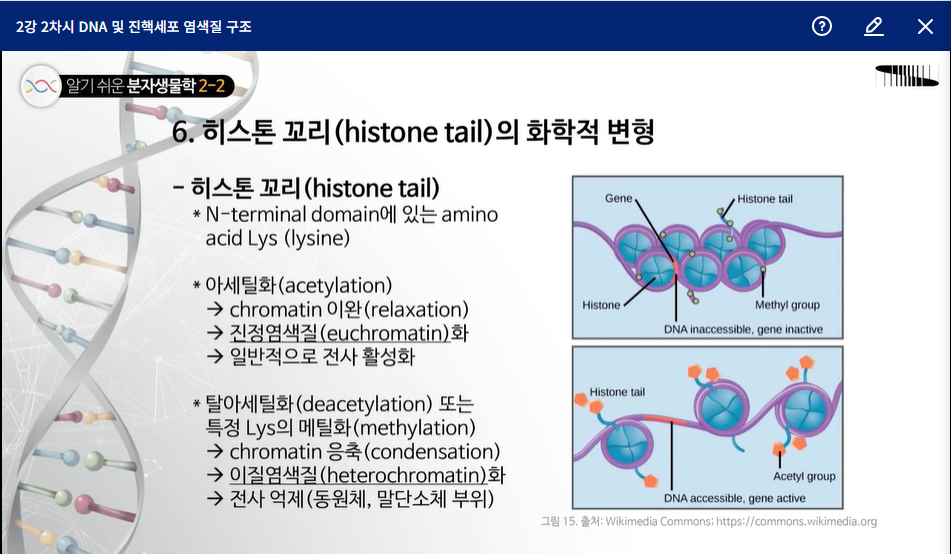 2강 2차시 DNA 및 진핵세포 염색질 구조
알기 쉬운 분자생물학 2-2
6. 히스톤 꼬리(histone tail)의 화학적 변형
- 히스톤 꼬리(histone tail)
* N-terminal domain에 있는 amino
acid Lys (lysine)
* 아세틸화(acetylation)
→ chromatin 이완(relaxation)
→ 진정염색질(euchromatin)화
→ 일반적으로 전사 활성화
* 탈아세틸화(deacetylation) 또는
특정 Lys의 메틸화(methylation)
→ chromatin 응축(condensation)
→ 이질염색질(heterochromatin)화
→ 전사 억제(동원체, 말단소체 부위)
Gene
Histone tail
Histone
Methyl group
DNA inaccessible, gene inactive
Histone tail
Acetyl group
DNA accessible, gene active
그림 15. 출처: Wikimedia Commons; https://commons.wikimedia.org